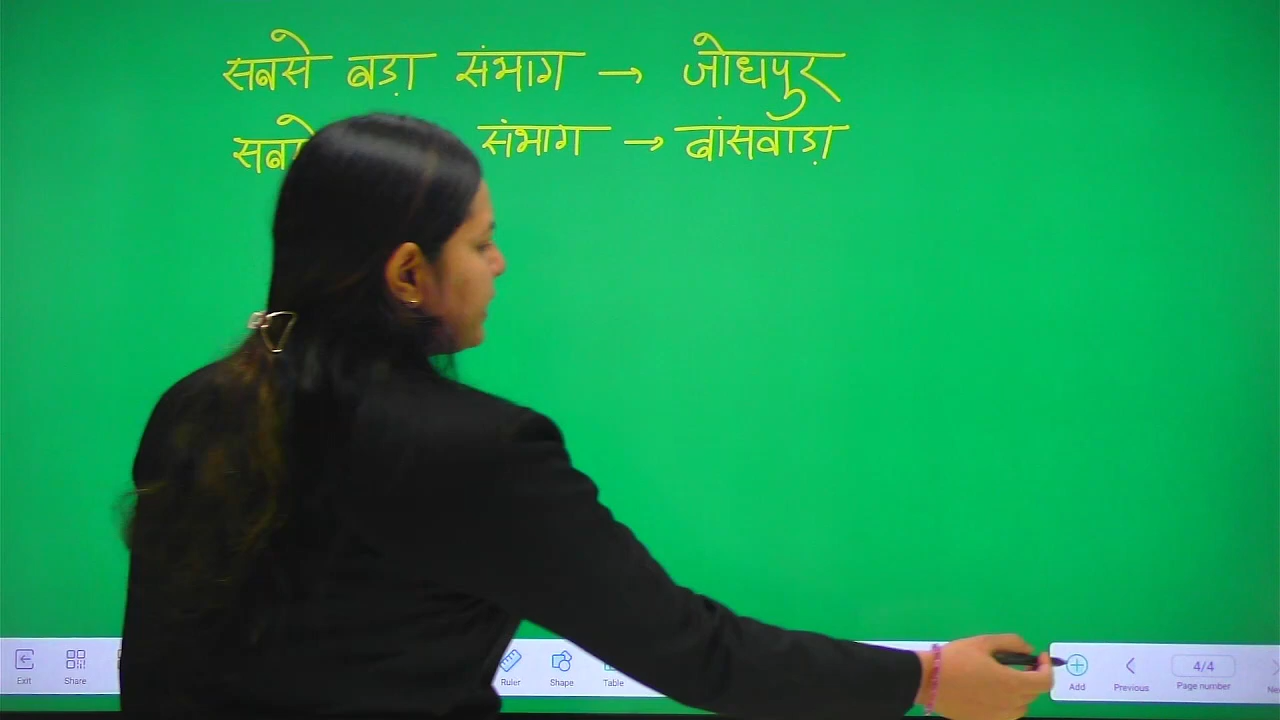 सबसे बड़ा संभाग → जोधपुर
संभाग → बांसवाड़ा
Exit
Share
Ruler
Shape
Table
Add
Previous
4/4
Page number